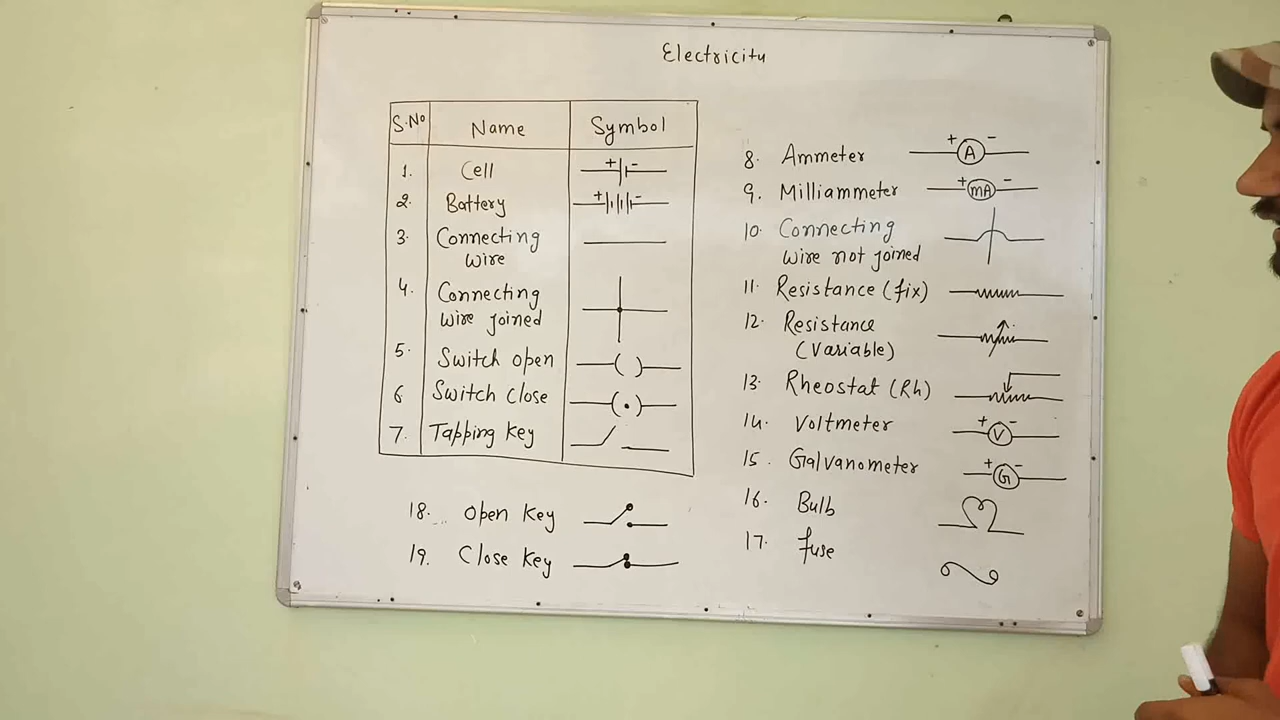 Electricity
S.No Name Symbol
1. Cell + -
2. Battery + -
3. Connecting
wire
4. Connecting
wire joined
5. Switch open
6 Switch close
7. Tapping key
18. Open key
19. Close key
8. Ammeter + A -
9. Milliammeter + mA -
10. Connecting
wire not joined
11. Resistance (fix)
12. Resistance
(Variable)
13. Rheostat (Rh)
14. Voltmeter + V -
15. Galvanometer + G -
16. Bulb
17. fuse